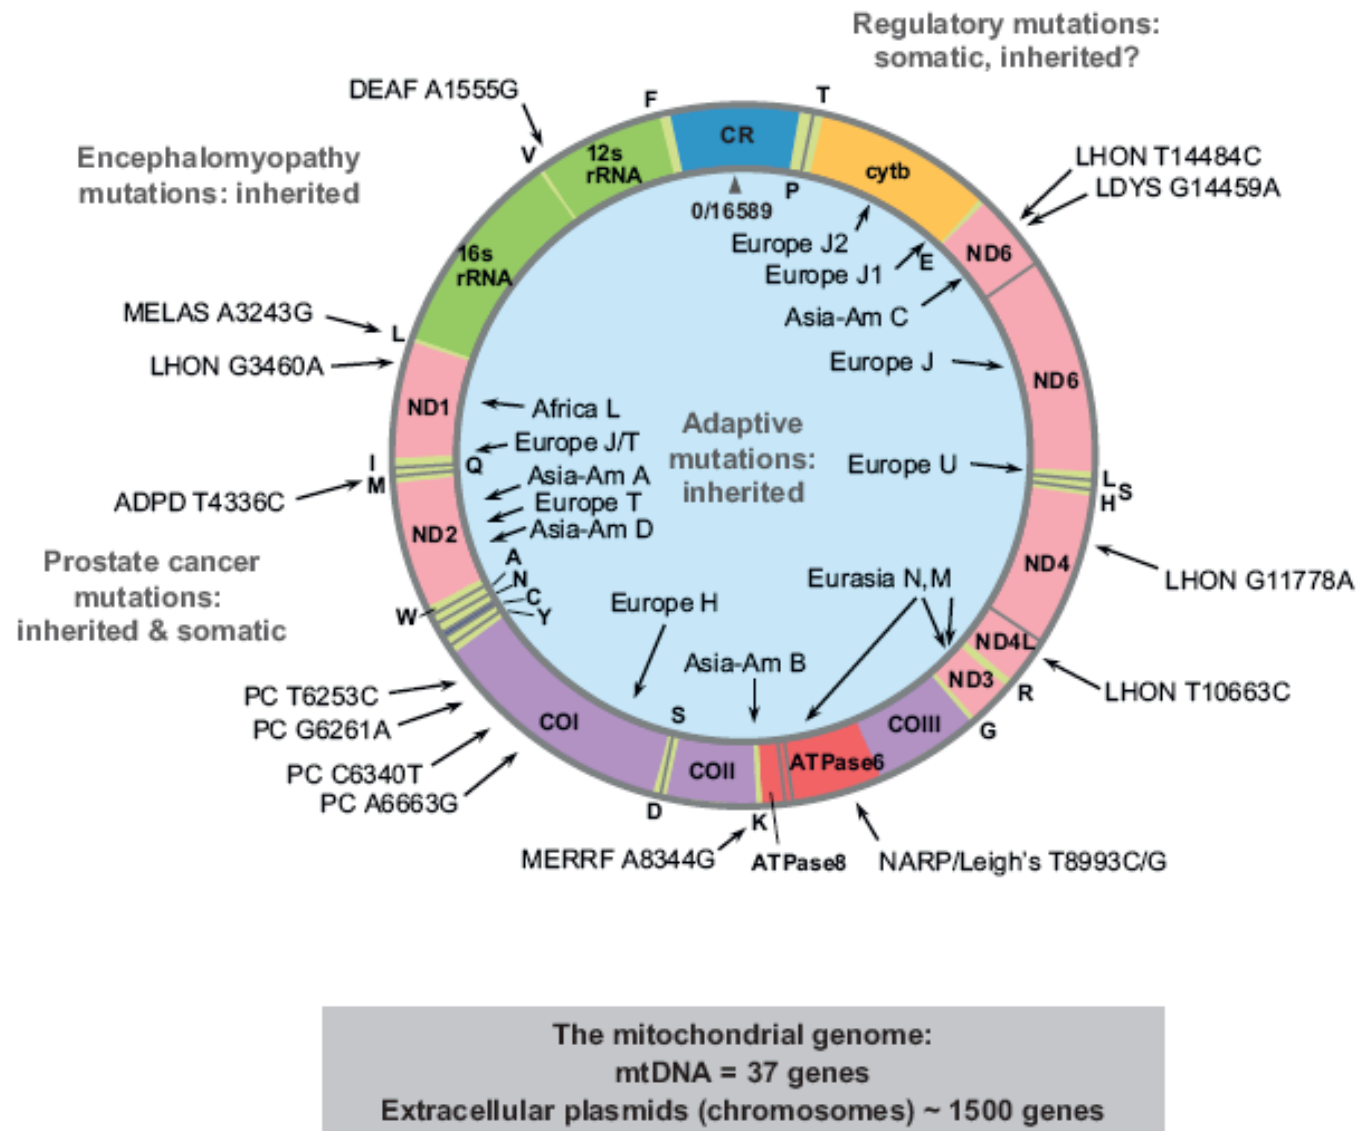 Regulatory mutations:
somatic, inherited?
DEAF A1555G
F
T
CR
V
12s
rRNA
Encephalomyopathy
mutations: inherited
cytb
LHON T14484C
LDYS G14459A
P
0/16589
Europe J2
Europe J1
E
ND6
16s
rRNA
Asia-Am C
MELAS A3243G
L
LHON G3460A
Europe J
ND6
ND1
Africa L
Adaptive
mutations:
inherited
Europe J/T
I
Q
M
Europe U
L
S
H
Asia-Am A
Europe T
Asia-Am D
ADPD T4336C
ND2
Prostate cancer
mutations:
inherited & somatic
A
N
C
Y
W
ND4
LHON G11778A
Eurasia N,M
Europe H
Asia-Am B
ND4L
ND3
R
LHON T10663C
G
PC T6253C
PC G6261A
PC C6340T
PC A6663G
COI
S
COII
COIII
ATPase6
D
K
MERRF A8344G
ATPase8
NARP/Leigh's T8993C/G
The mitochondrial genome:
mtDNA = 37 genes
Extracellular plasmids (chromosomes) ~ 1500 genes